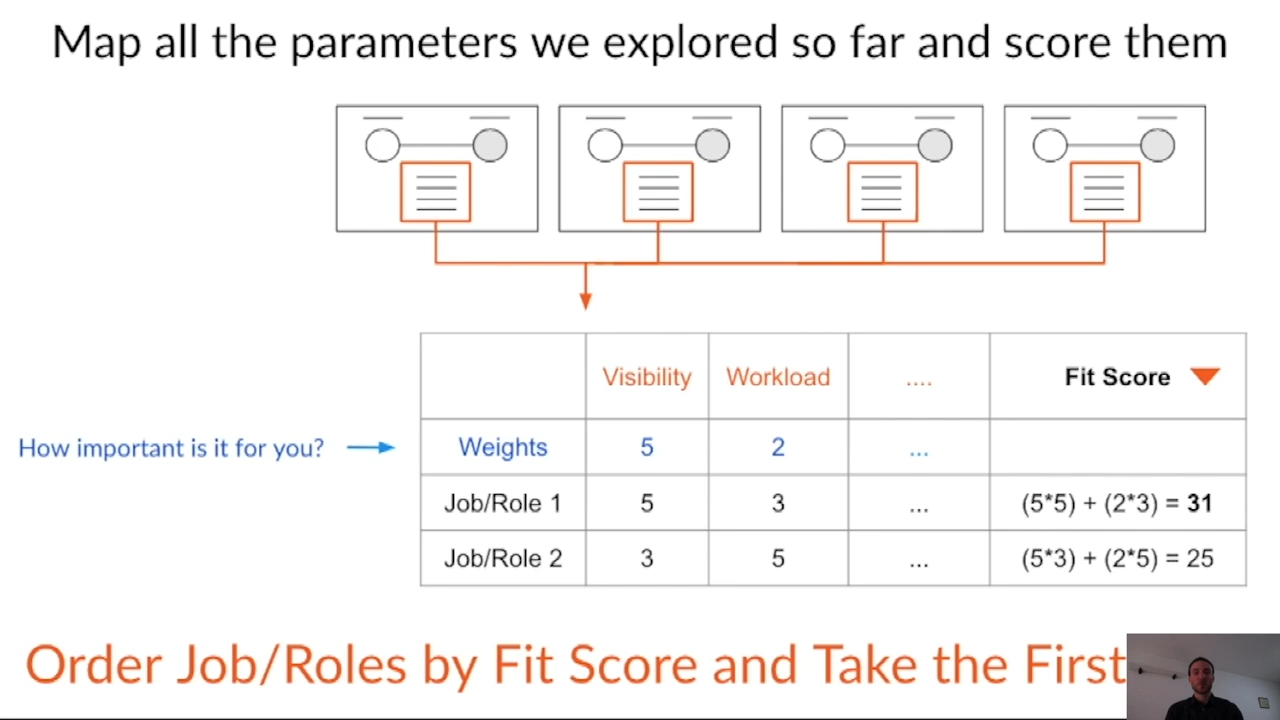 Map all the parameters we explored so far and score them
Visibility Workload .... Fit Score
How important is it for you? Weights 5 2 ...
Job/Role 1 5 3 ... (5*5) + (2*3) = 31
Job/Role 2 3 5 ... (5*3) + (2*5) = 25
Order Job/Roles by Fit Score and Take the First